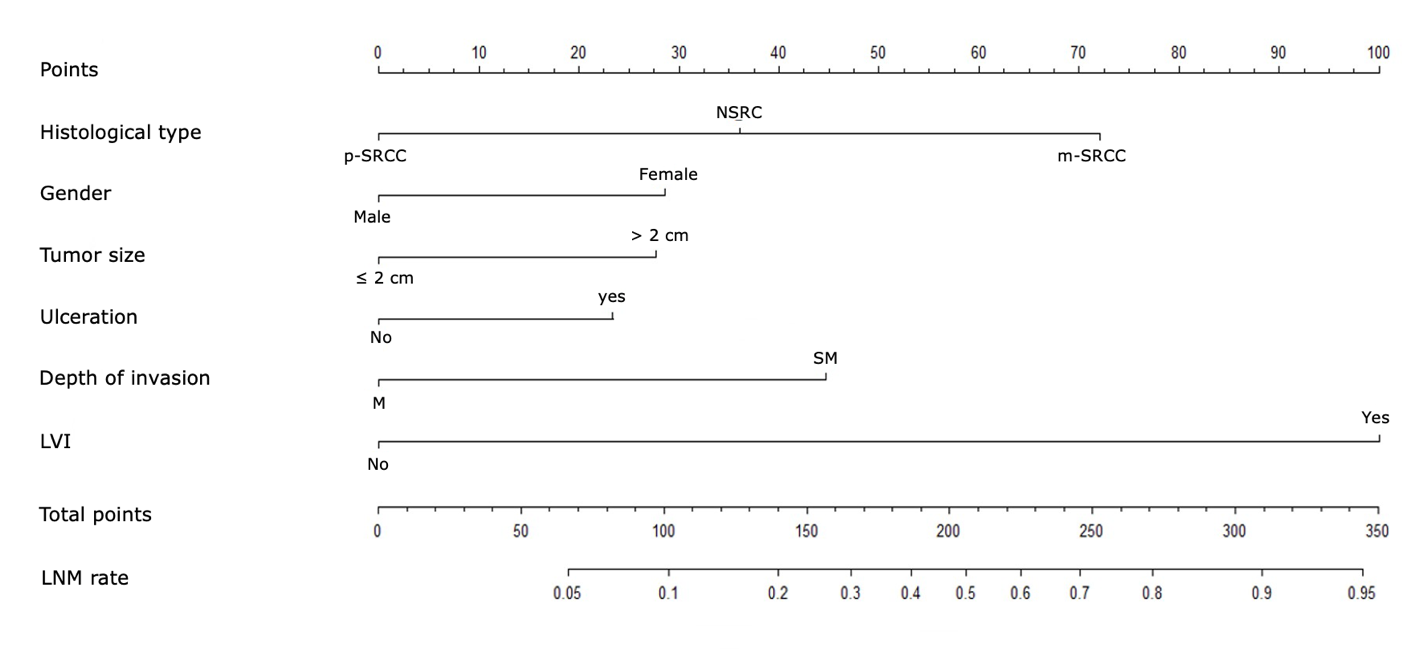 0 10 20 30 40 50 60 70 80 90 100
Points
NSRC
Histological type
p-SRCC m-SRCC
Female
Gender
Male
> 2 cm
Tumor size
≤ 2 cm
yes
Ulceration
No
SM
Depth of invasion
M
Yes
LVI
No
Total points
0 50 100 150 200 250 300 350
LNM rate
0.05 0.1 0.2 0.3 0.4 0.5 0.6 0.7 0.8 0.9 0.95